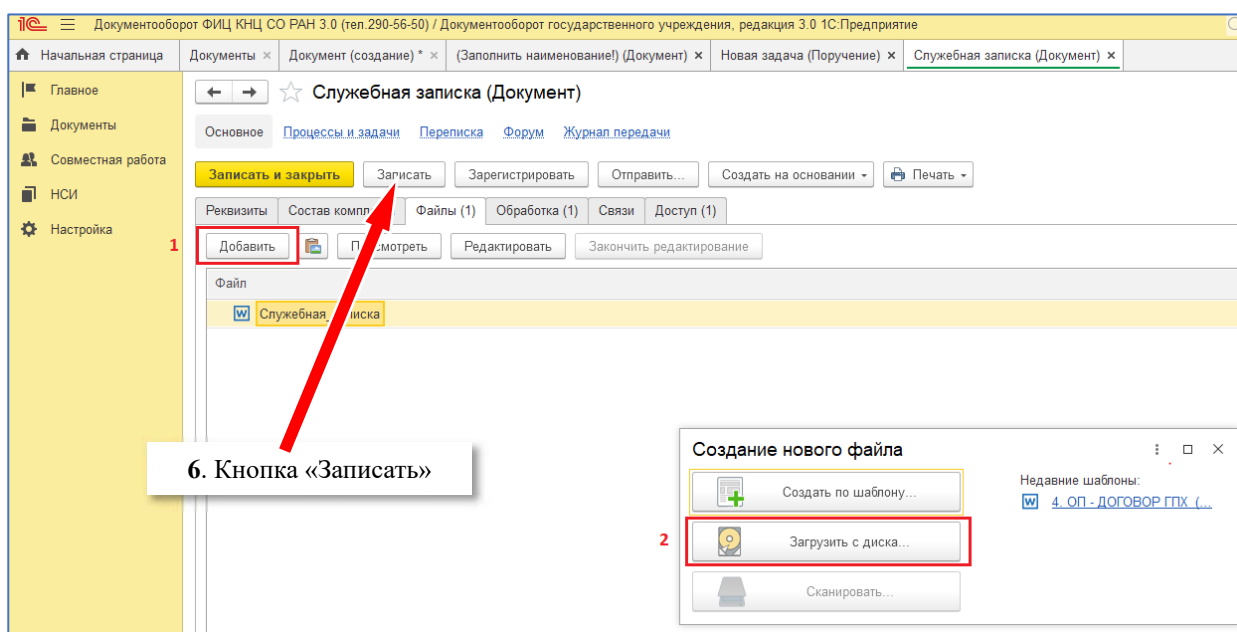 1С Документооборот ФИЦ КНЦ СО РАН 3.0 (тел.290-56-50) / Документооборот государственного учреждения, редакция 3.0 1С:Предприятие
Начальная страница Документы × Документ (создание) * × (Заполнить наименование!) (Документ) × Новая задача (Поручение) × Служебная записка (Документ) ×
Главное
Документы
Совместная работа
НСИ
Настройка
Служебная записка (Документ)
Основное Процессы и задачи Переписка Форум Журнал передачи
Записать и закрыть Записать Зарегистрировать Отправить... Создать на основании Печать
Реквизиты Состав компл Файлы (1) Обработка (1) Связи Доступ (1)
1 Добавить Редактировать Закончить редактирование
Файл
W Служебная
6. Кнопка «Записать»
Создание нового файла
Создать по шаблону...
Недавние шаблоны:
W 4. ОП - ДОГОВОР ГПХ (...
2 Загрузить с диска...
Сканировать...